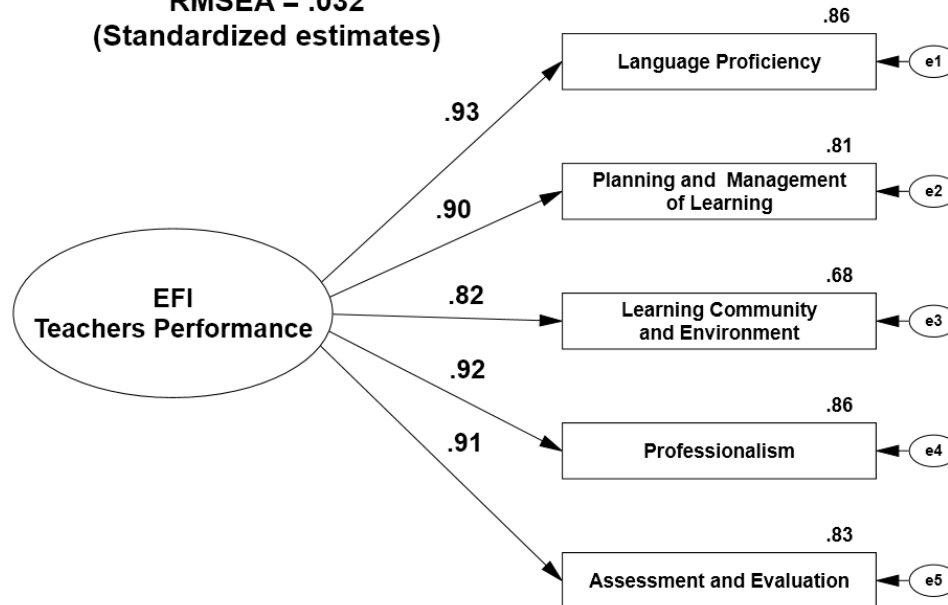 RMSEA = .032
(Standardized estimates)
.86
Language Proficiency
e1
.93
.81
Planning and Management
of Learning
e2
.90
EFI
Teachers Performance
.82
.68
Learning Community
and Environment
e3
.92
.86
Professionalism
e4
.91
.83
Assessment and Evaluation
e5